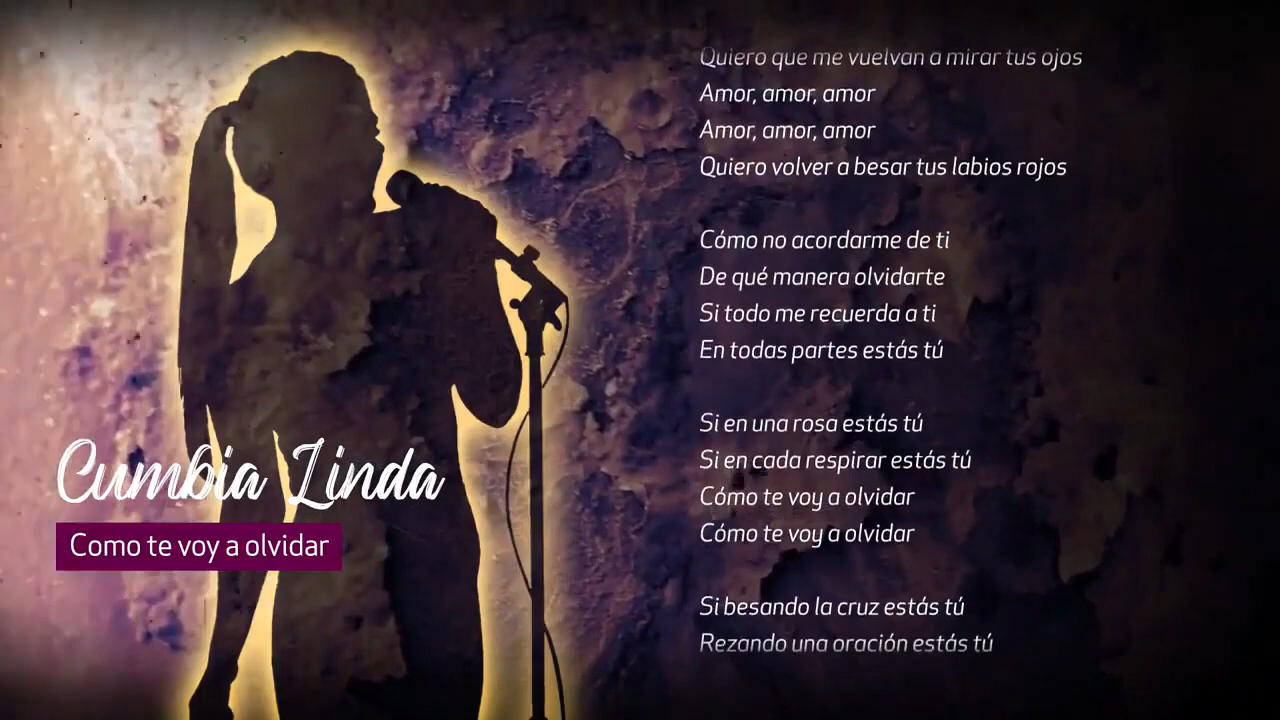 Cumbia Linda
Como te voy a olvidar
Quiero que me vuelvan a mirar tus ojos
Amor, amor, amor
Amor, amor, amor
Quiero volver a besar tus labios rojos
Cómo no acordarme de ti
De qué manera olvidarte
Si todo me recuerda a ti
En todas partes estás tú
Si en una rosa estás tú
Si en cada respirar estás tú
Cómo te voy a olvidar
Cómo te voy a olvidar
Si besando la cruz estás tú
Rezando una oración estás tú